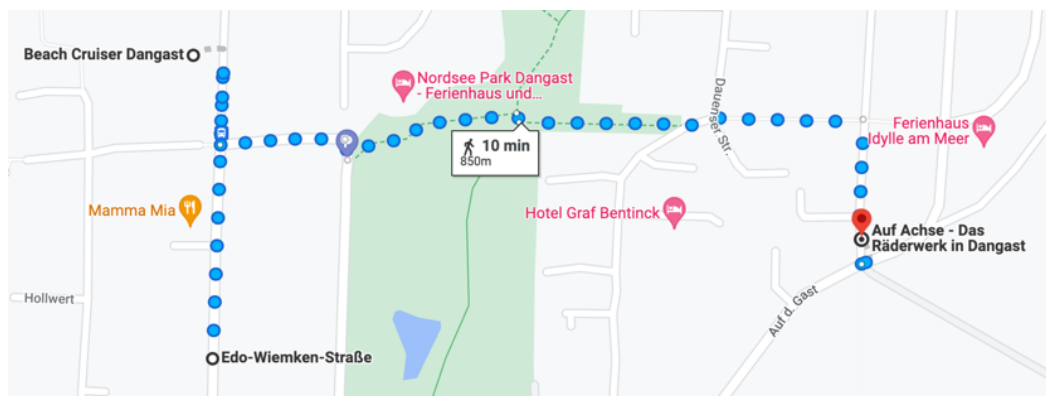 Beach Cruiser Dangast
Nordsee Park Dangast
- Ferienhaus und...
Dauenser Str.
10 min
850m
Ferienhaus
Idylle am Meer
Mamma Mia
Hotel Graf Bentinck
Auf Achse - Das
Räderwerk in Dangast
Hollwert
Auf d. Gast
Edo-Wiemken-Straße